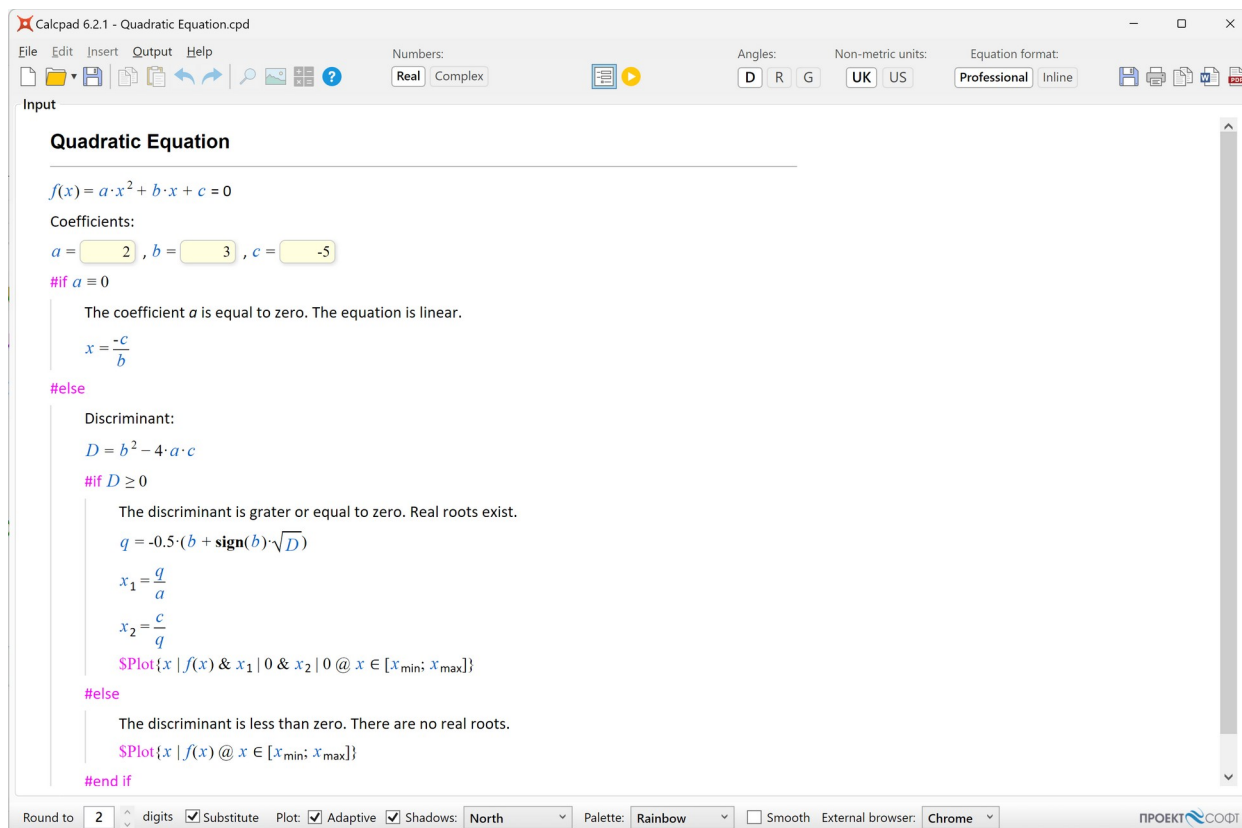 Calcpad 6.2.1 - Quadratic Equation.cpd
File Edit Insert Output Help
Numbers:
Real Complex
Angles:
D R G
Non-metric units:
UK US
Equation format:
Professional Inline
Input
Quadratic Equation
f(x) = a·x² + b·x + c = 0
Coefficients:
a = 2 , b = 3 , c = -5
#if a ≡ 0
The coefficient a is equal to zero. The equation is linear.
x = -c/b
#else
Discriminant:
D = b² − 4·a·c
#if D ≥ 0
The discriminant is grater or equal to zero. Real roots exist.
q = -0.5·(b + sign(b)·√D)
x₁ = q/a
x₂ = c/q
$Plot{x | f(x) & x₁ | 0 & x₂ | 0 @ x ∈ [xmin; xmax]}
#else
The discriminant is less than zero. There are no real roots.
$Plot{x | f(x) @ x ∈ [xmin; xmax]}
#end if
Round to 2 digits Substitute Plot: Adaptive Shadows: North Palette: Rainbow Smooth External browser: Chrome ПРОЕКТСОФТ